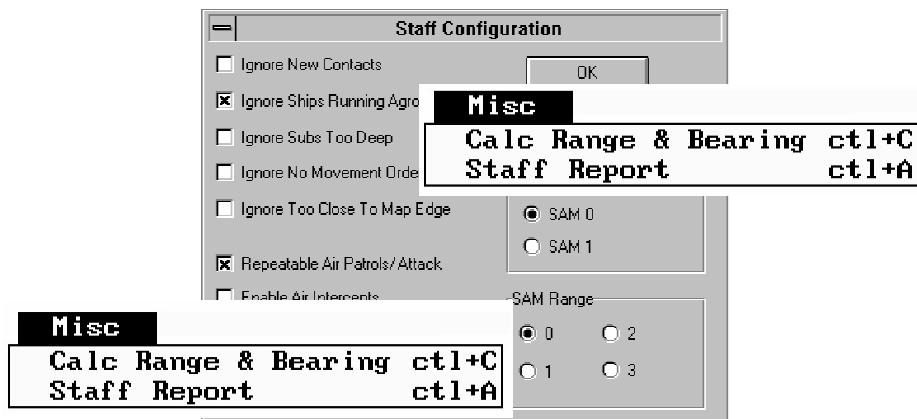 Staff Configuration
Ignore New Contacts
OK
Ignore Ships Running Agro
Misc
Calc Range & Bearing ctl+C
Staff Report ctl+A
Ignore Subs Too Deep
Ignore No Movement Orde
Ignore Too Close To Map Edge
SAM 0
SAM 1
Repeatable Air Patrols/Attack
Enable Air Intercepts
SAM Range
0
2
1
3
Misc
Calc Range & Bearing ctl+C
Staff Report ctl+A